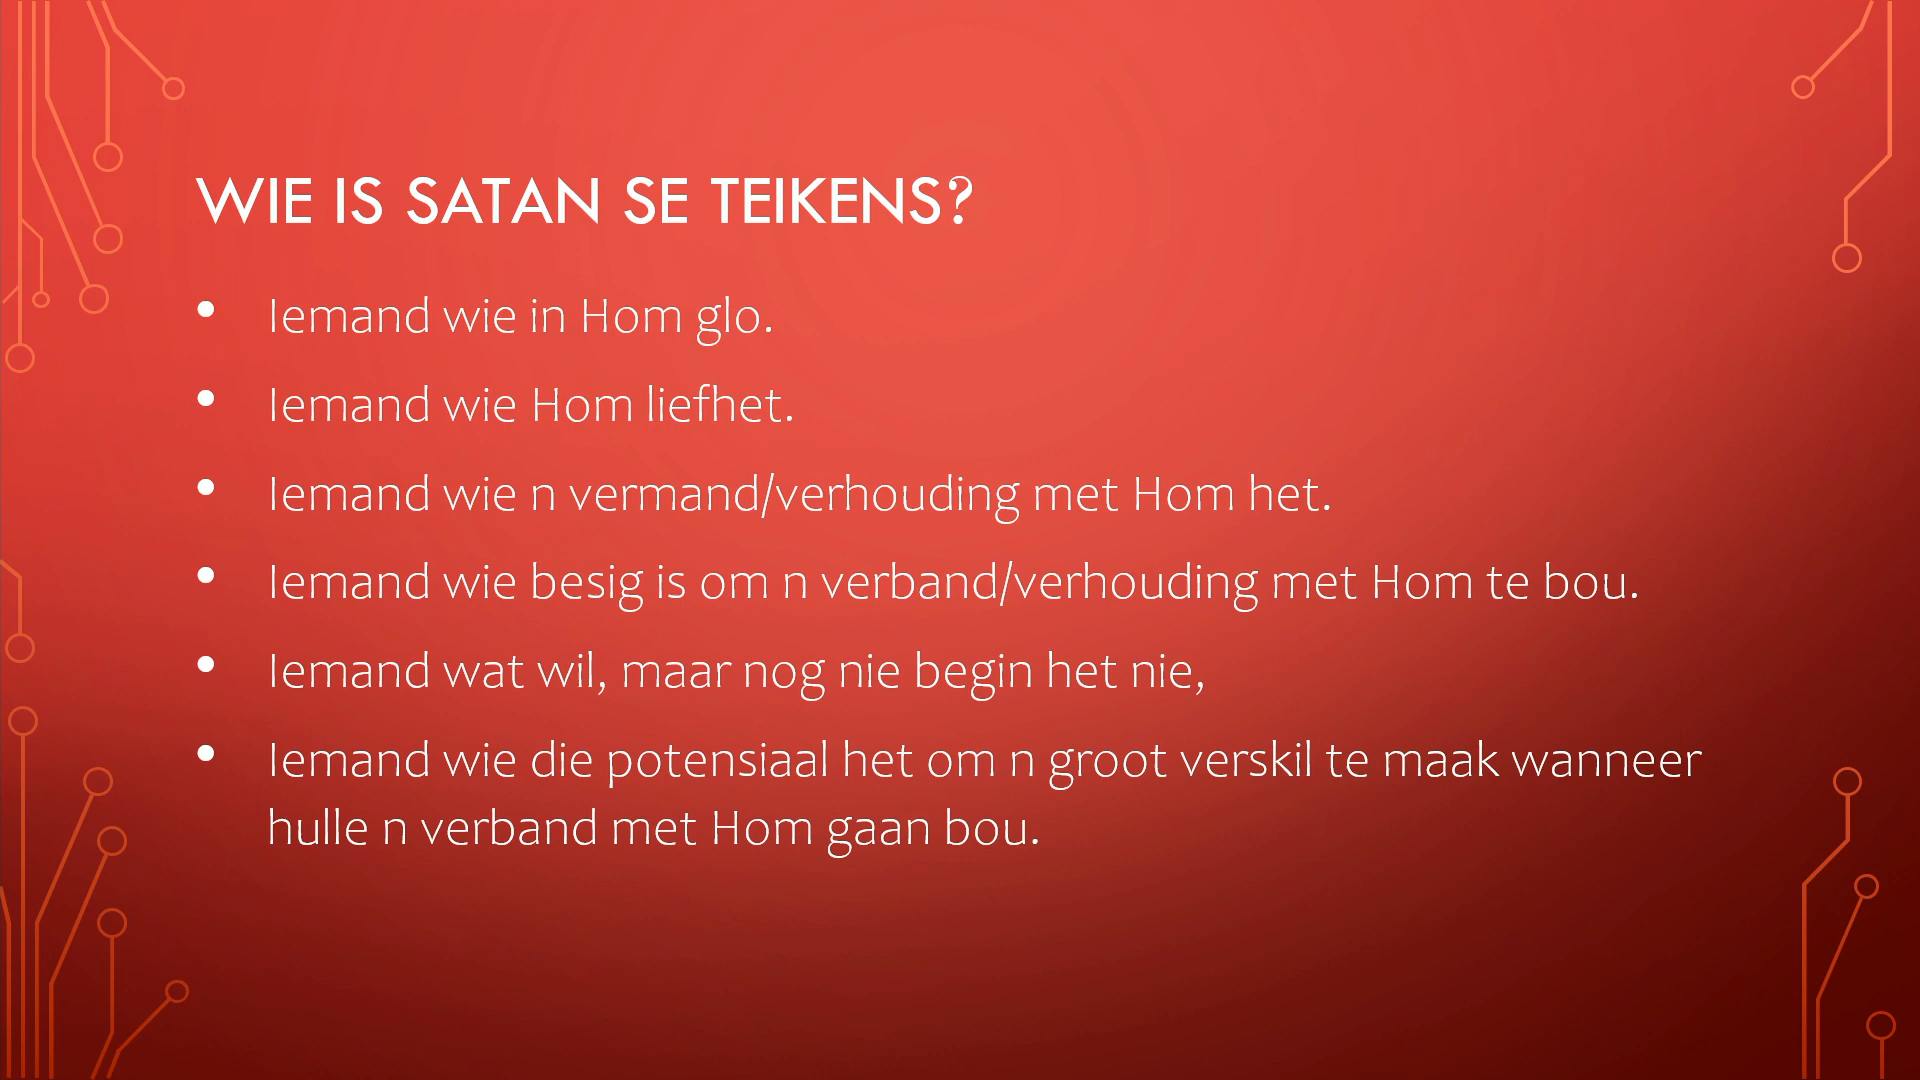 WIE IS SATAN SE TEIKENS?
• Iemand wie in Hom glo.
• Iemand wie Hom liefhet.
• Iemand wie n vermand/verhouding met Hom het.
• Iemand wie besig is om n verband/verhouding met Hom te bou.
• Iemand wat wil, maar nog nie begin het nie,
• Iemand wie die potensiaal het om n groot verskil te maak wanneer
hulle n verband met Hom gaan bou.